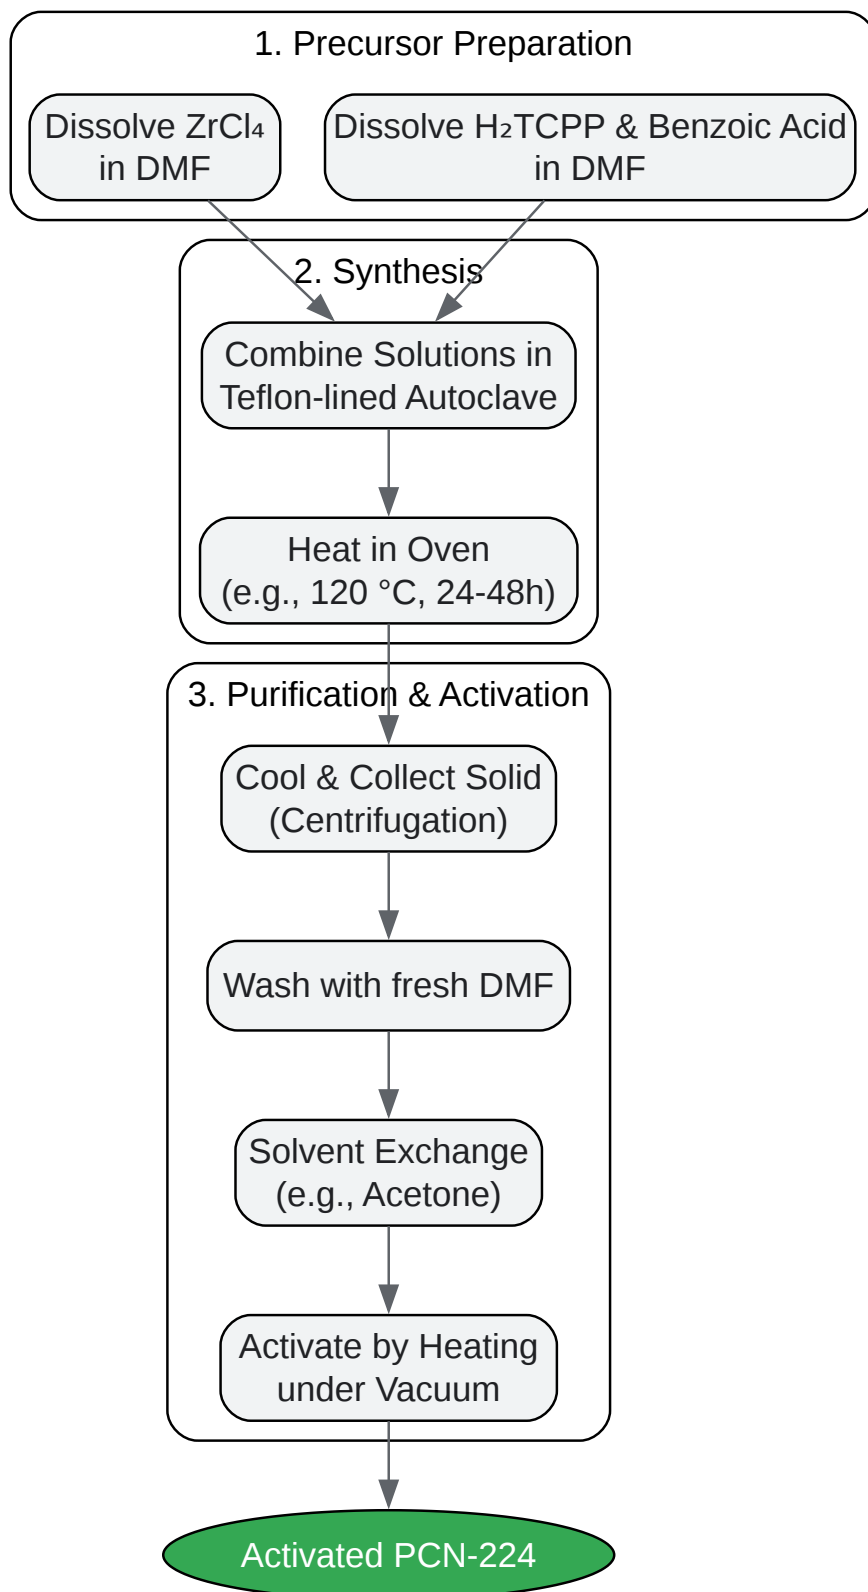 1. Precursor Preparation
Dissolve ZrCl₄
in DMF
Dissolve H₂TCPP & Benzoic Acid
in DMF
2. Synthesis
Combine Solutions in
Teflon-lined Autoclave
Heat in Oven
(e.g., 120 °C, 24-48h)
3. Purification & Activation
Cool & Collect Solid
(Centrifugation)
Wash with fresh DMF
Solvent Exchange
(e.g., Acetone)
Activate by Heating
under Vacuum
Activated PCN-224